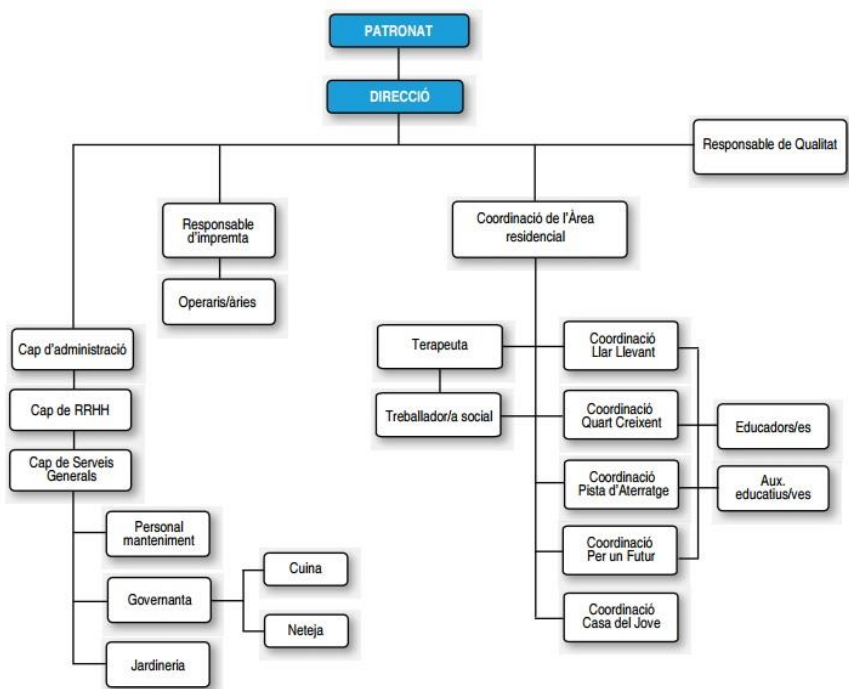 PATRONAT
DIRECCIÓ
Responsable de Qualitat
Responsable
d'impremta
Operaris/àries
Coordinació de l'Àrea
residencial
Cap d'administració
Cap de RRHH
Cap de Serveis
Generals
Personal
manteniment
Governanta
Jardineria
Cuina
Neteja
Terapeuta
Treballador/a social
Coordinació
Llar Llevant
Coordinació
Quart Creixent
Coordinació
Pista d'Aterratge
Coordinació
Per un Futur
Coordinació
Casa del Jove
Educadors/es
Aux.
educatius/ves